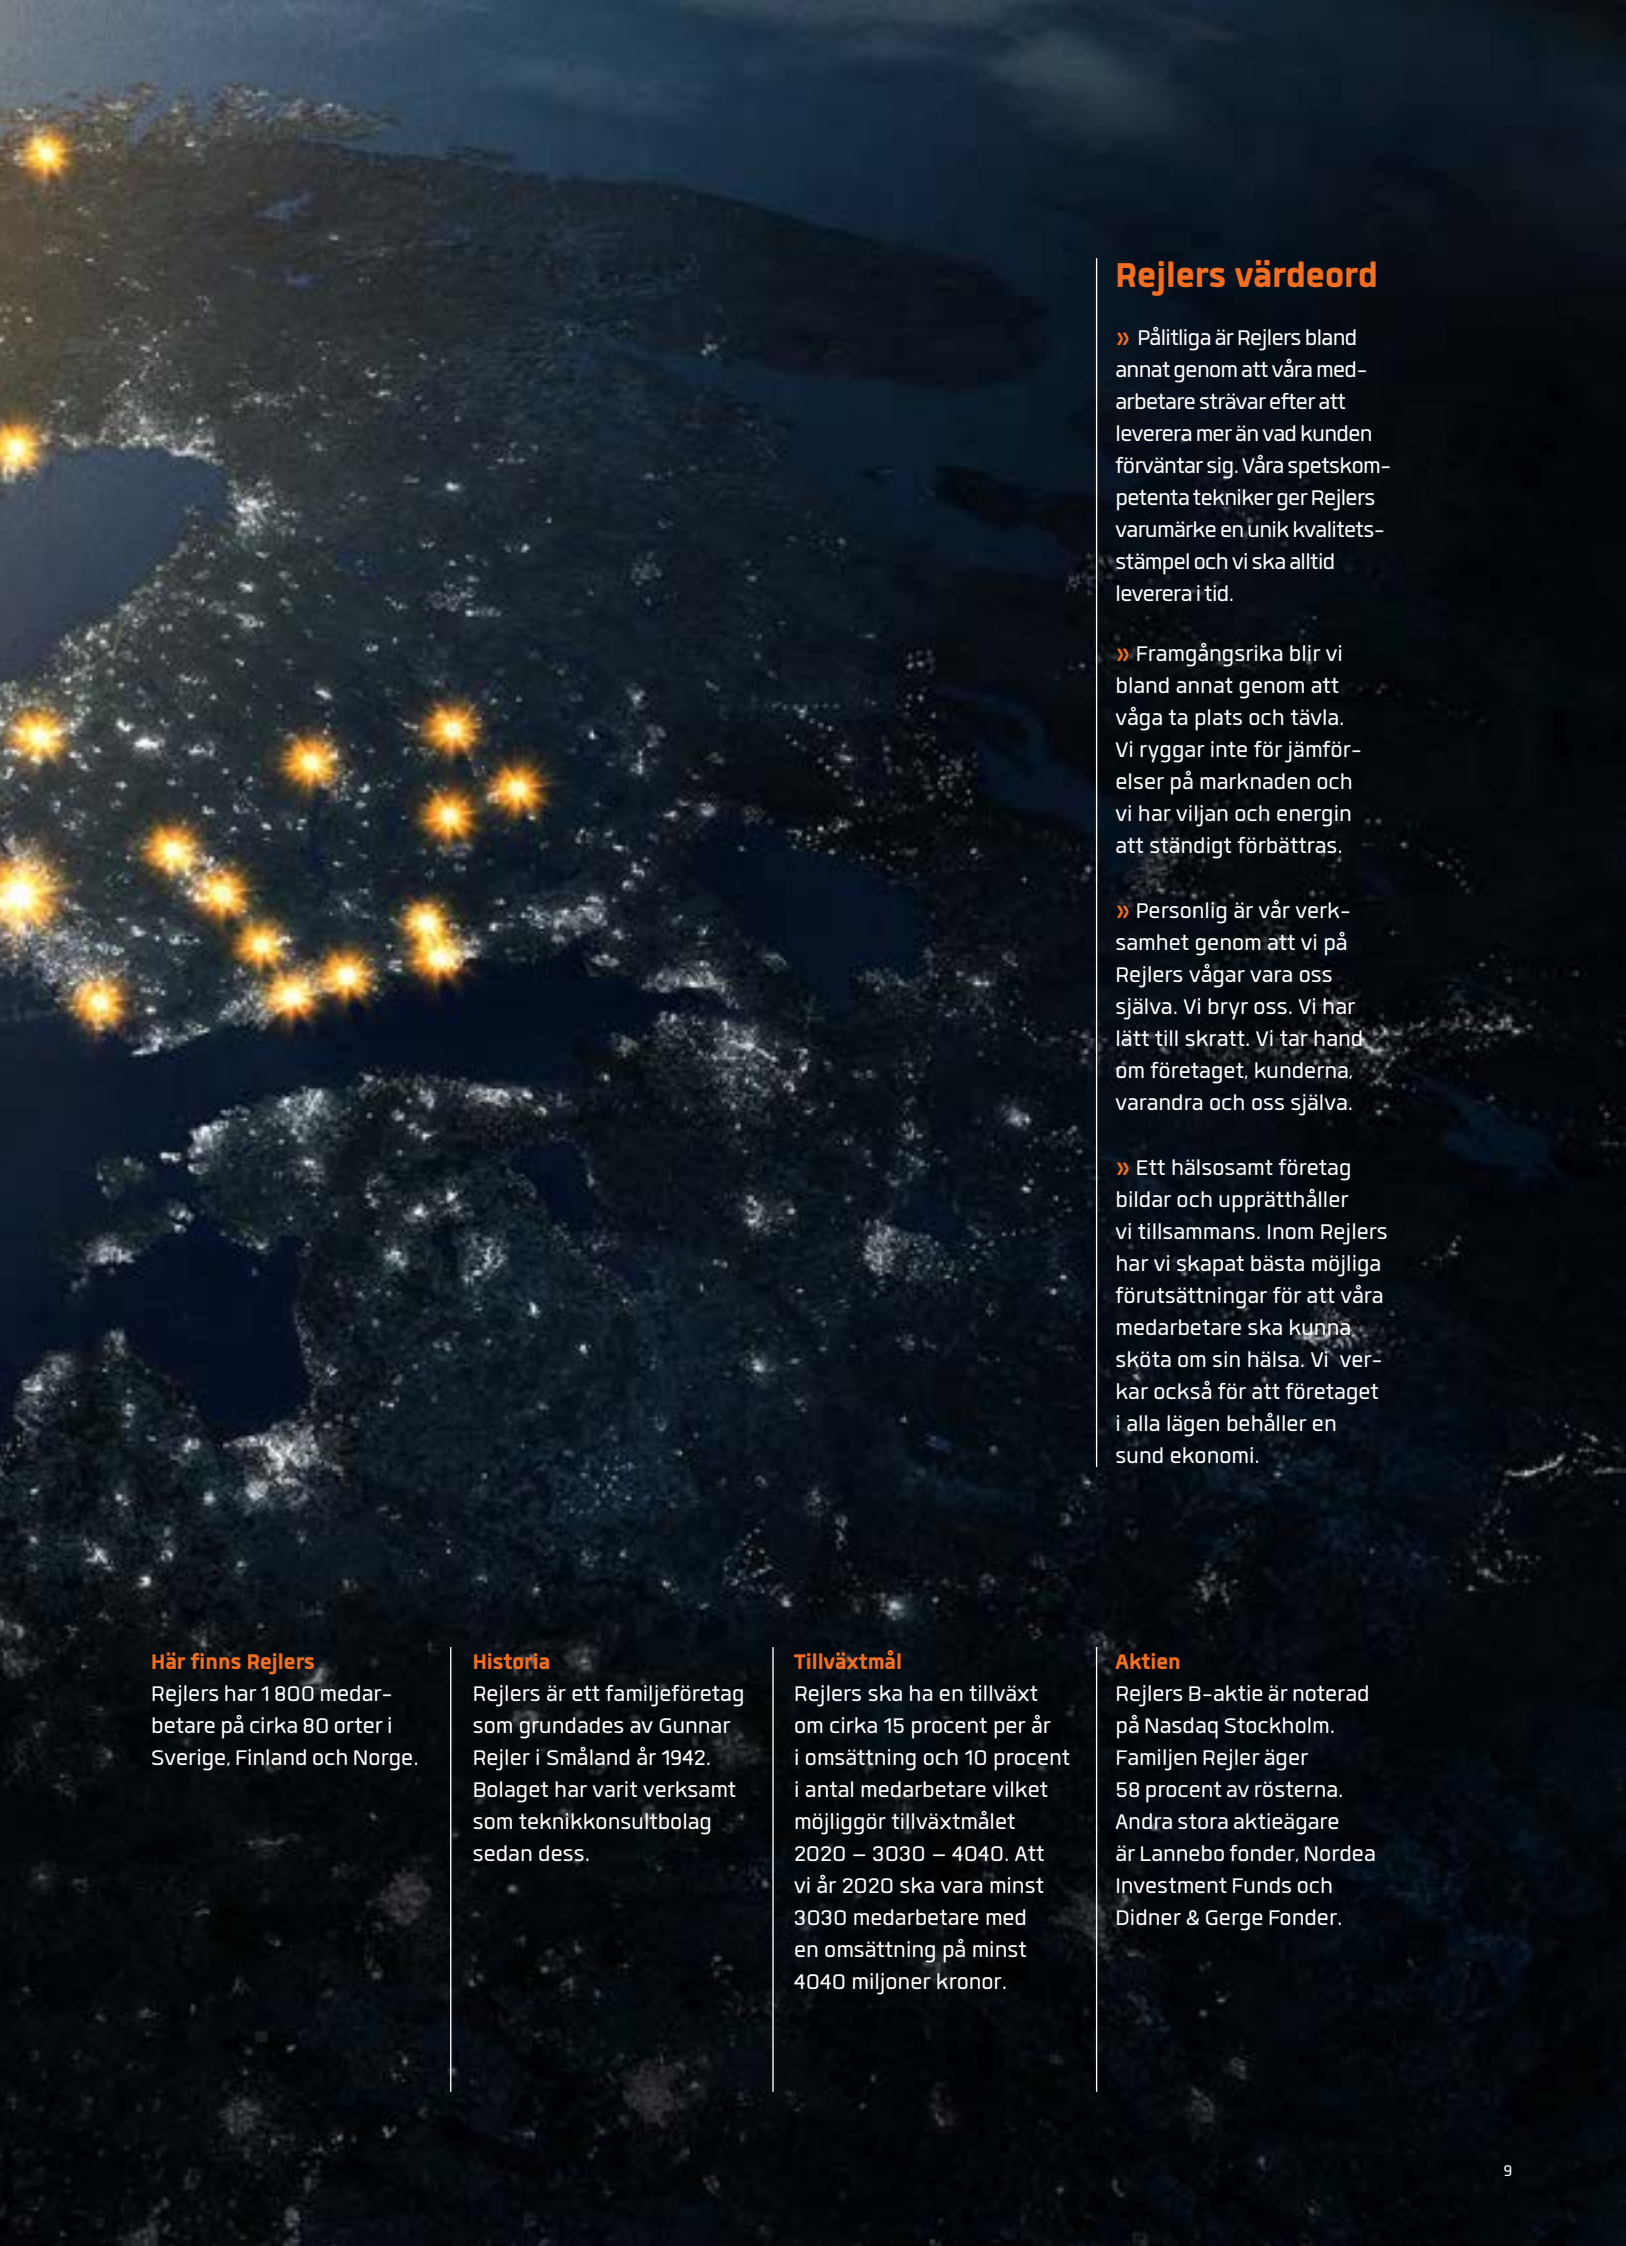 Rejlers värdeord
» Pålitliga är Rejlers bland
annat genom att våra med-
arbetare strävar efter att
leverera mer än vad kunden
förväntar sig. Våra spetskom-
petenta tekniker ger Rejlers
varumärke en unik kvalitets-
stämpel och vi ska alltid
leverera i tid.
» Framgångsrika blir vi
bland annat genom att
våga ta plats och tävla.
Vi ryggar inte för jämför-
elser på marknaden och
vi har viljan och energin
att ständigt förbättras.
» Personlig är vår verk-
samhet genom att vi på
Rejlers vågar vara oss
själva. Vi bryr oss. Vi har
lätt till skratt. Vi tar hand
om företaget, kunderna,
varandra och oss själva.
» Ett hälsosamt företag
bildar och upprätthåller
vi tillsammans. Inom Rejlers
har vi skapat bästa möjliga
förutsättningar för att våra
medarbetare ska kunna
sköta om sin hälsa. Vi ver-
kar också för att företaget
i alla lägen behåller en
sund ekonomi.
Här finns Rejlers
Rejlers har 1 800 medar-
betare på cirka 80 orter i
Sverige, Finland och Norge.
Historia
Rejlers är ett familjeföretag
som grundades av Gunnar
Rejler i Småland år 1942.
Bolaget har varit verksamt
som teknikkonsultbolag
sedan dess.
Tillväxtmål
Rejlers ska ha en tillväxt
om cirka 15 procent per år
i omsättning och 10 procent
i antal medarbetare vilket
möjliggör tillväxtmålet
2020 – 3030 – 4040. Att
vi år 2020 ska vara minst
3030 medarbetare med
en omsättning på minst
4040 miljoner kronor.
Aktien
Rejlers B-aktie är noterad
på Nasdaq Stockholm.
Familjen Rejler äger
58 procent av rösterna.
Andra stora aktieägare
är Lannebo fonder, Nordea
Investment Funds och
Didner & Gerge Fonder.
9